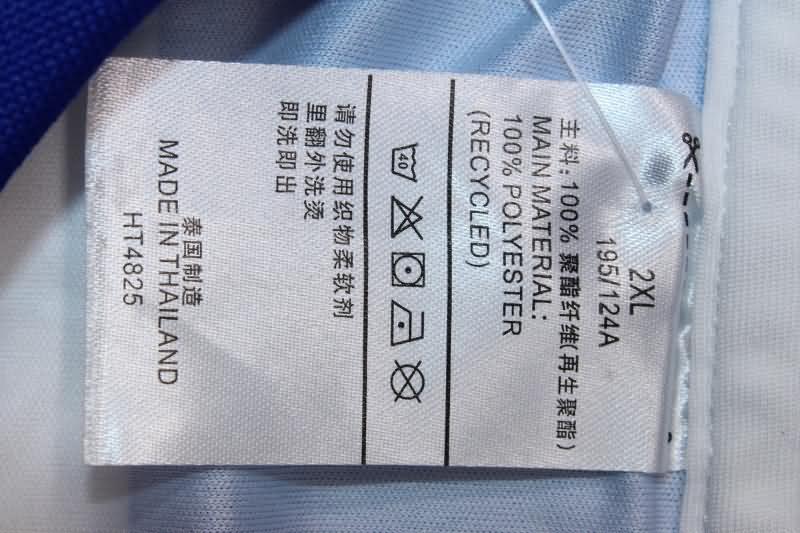 2XL
195/124A
主料:100% 聚酯纤维(再生聚酯)
MAIN MATERIAL:
100% POLYESTER
(RECYCLED)
40
请勿使用织物柔软剂
里翻外洗烫
即洗即出
泰国制造
MADE IN THAILAND
HT4825